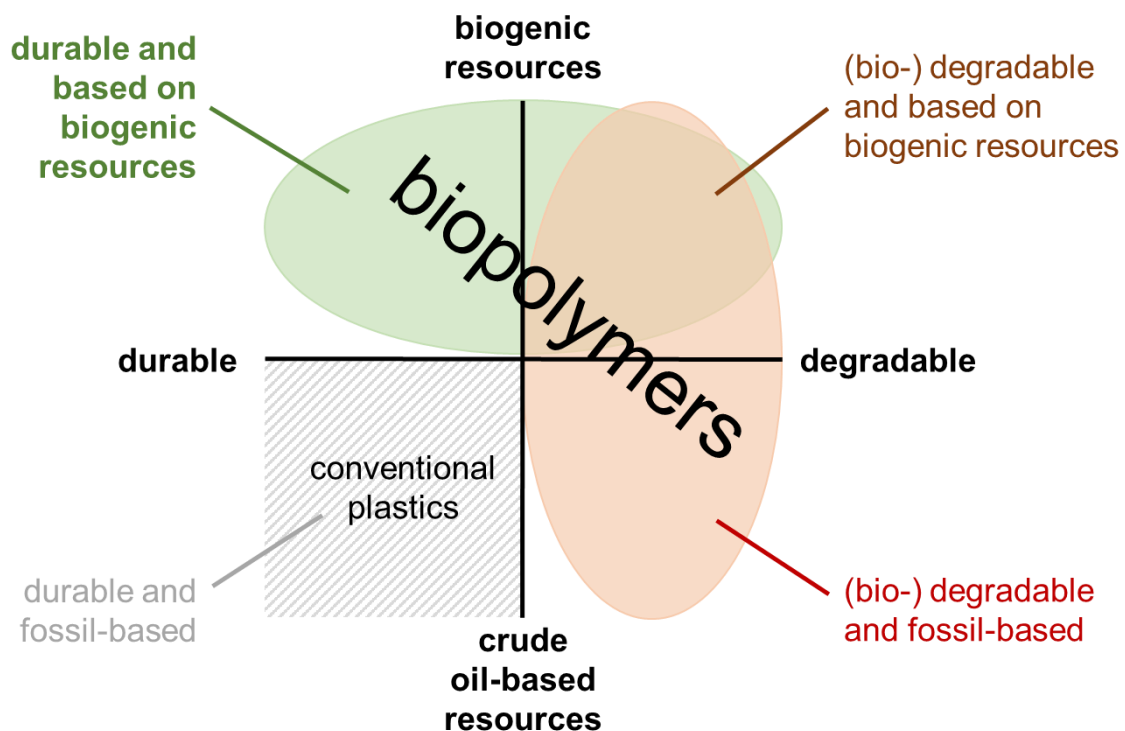 durable and
based on
biogenic
resources
biogenic
resources
(bio-) degradable
and based on
biogenic resources
biopolymers
durable
degradable
conventional
plastics
durable and
fossil-based
crude
oil-based
resources
(bio-) degradable
and fossil-based